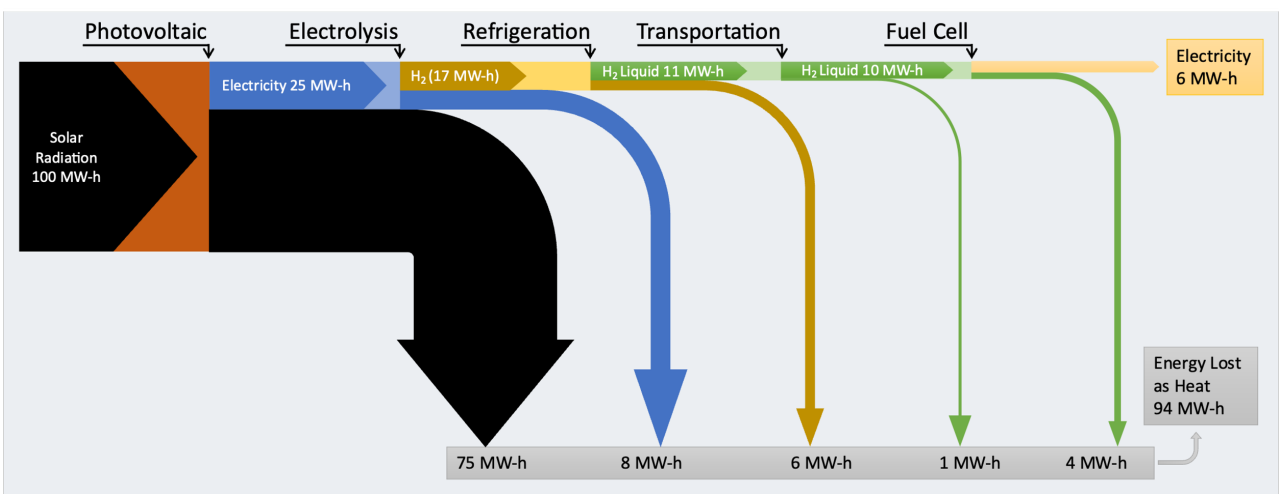 Photovoltaic
Electrolysis
Refrigeration
Transportation
Fuel Cell
Solar
Radiation
100 MW-h
Electricity 25 MW-h
H₂ (17 MW-h)
H₂ Liquid 11 MW-h
H₂ Liquid 10 MW-h
Electricity
6 MW-h
Energy Lost
as Heat
94 MW-h
75 MW-h
8 MW-h
6 MW-h
1 MW-h
4 MW-h